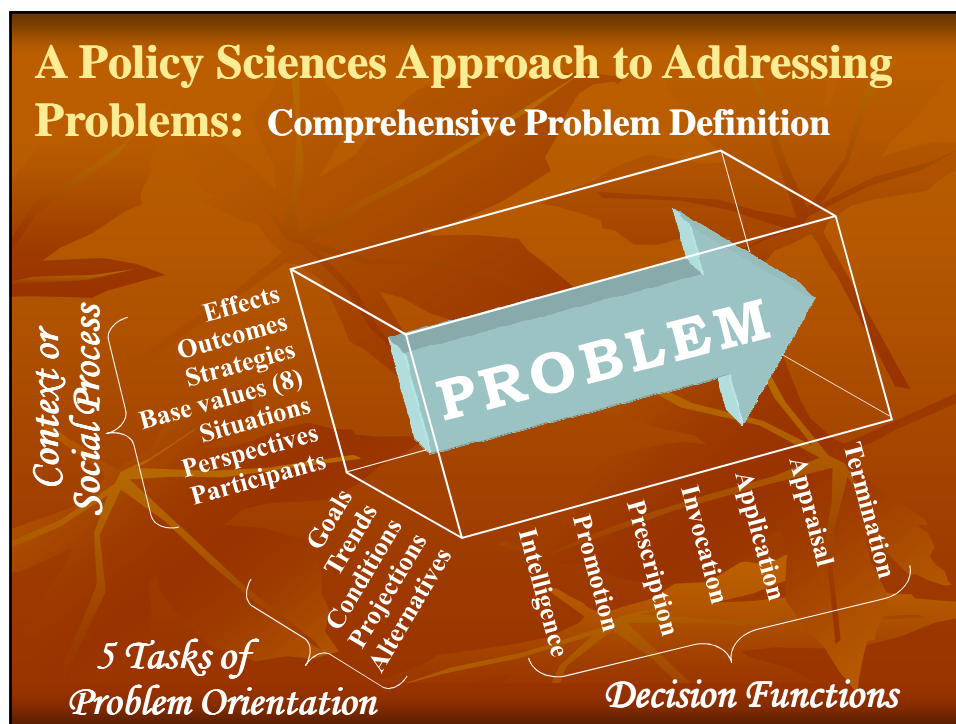 A Policy Sciences Approach to Addressing
Problems: Comprehensive Problem Definition
Context or
Social Process
Effects
Outcomes
Strategies
Base values (8)
Situations
Perspectives
Participants
PROBLEM
Goals
Trends
Conditions
Projections
Alternatives
5 Tasks of
Problem Orientation
Intelligence
Promotion
Prescription
Invocation
Application
Appraisal
Termination
Decision Functions